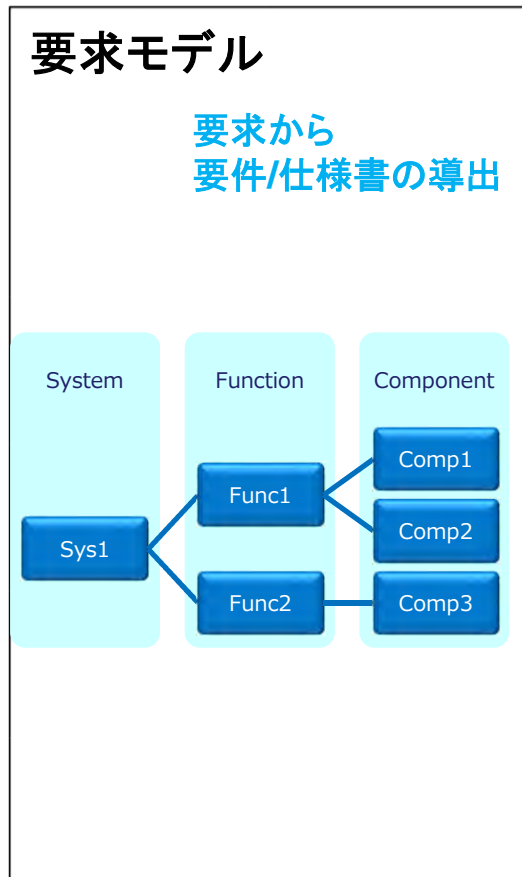 要求モデル
要求から
要件/仕様書の導出
System
Function
Component
Sys1
Func1
Func2
Comp1
Comp2
Comp3